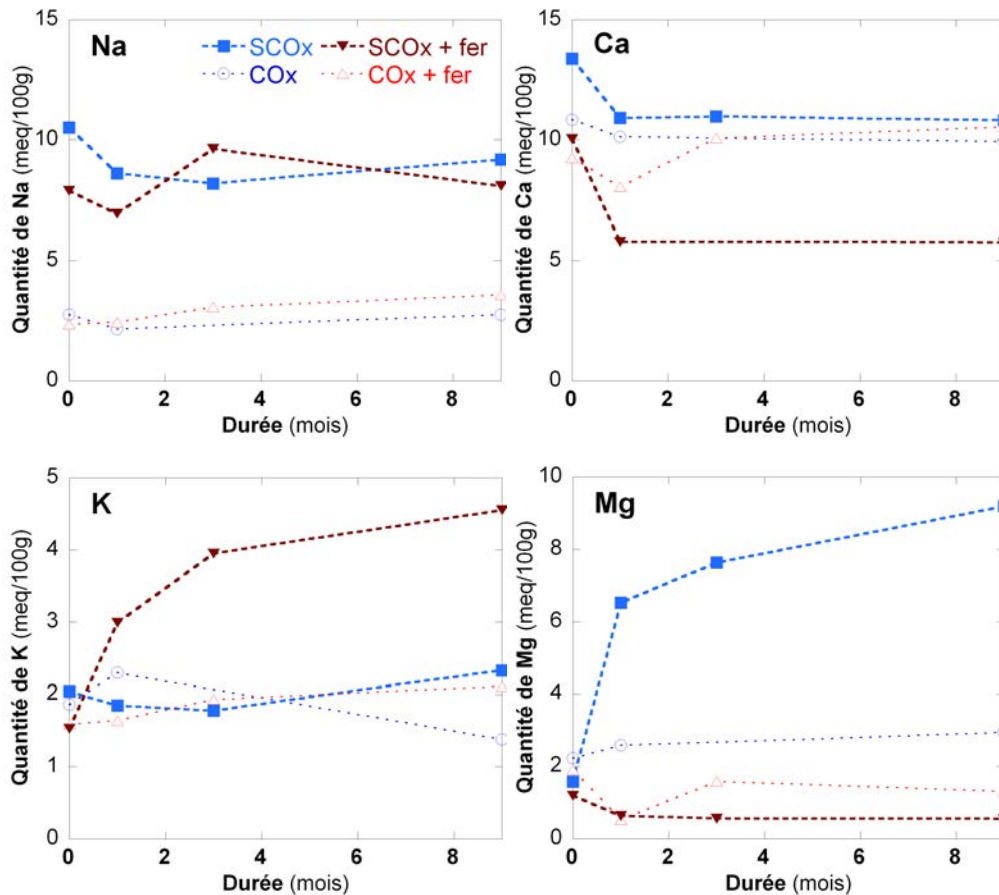 15
10
5
0
Quantité de Na (meq/100g)
Na
SCOx
SCOx + fer
COx
COx + fer
0 2 4 6 8
Durée (mois)
15
10
5
0
Quantité de Ca (meq/100g)
Ca
0 2 4 6 8
Durée (mois)
5
4
3
2
1
0
Quantité de K (meq/100g)
K
0 2 4 6 8
Durée (mois)
10
8
6
4
2
0
Quantité de Mg (meq/100g)
Mg
0 2 4 6 8
Durée (mois)